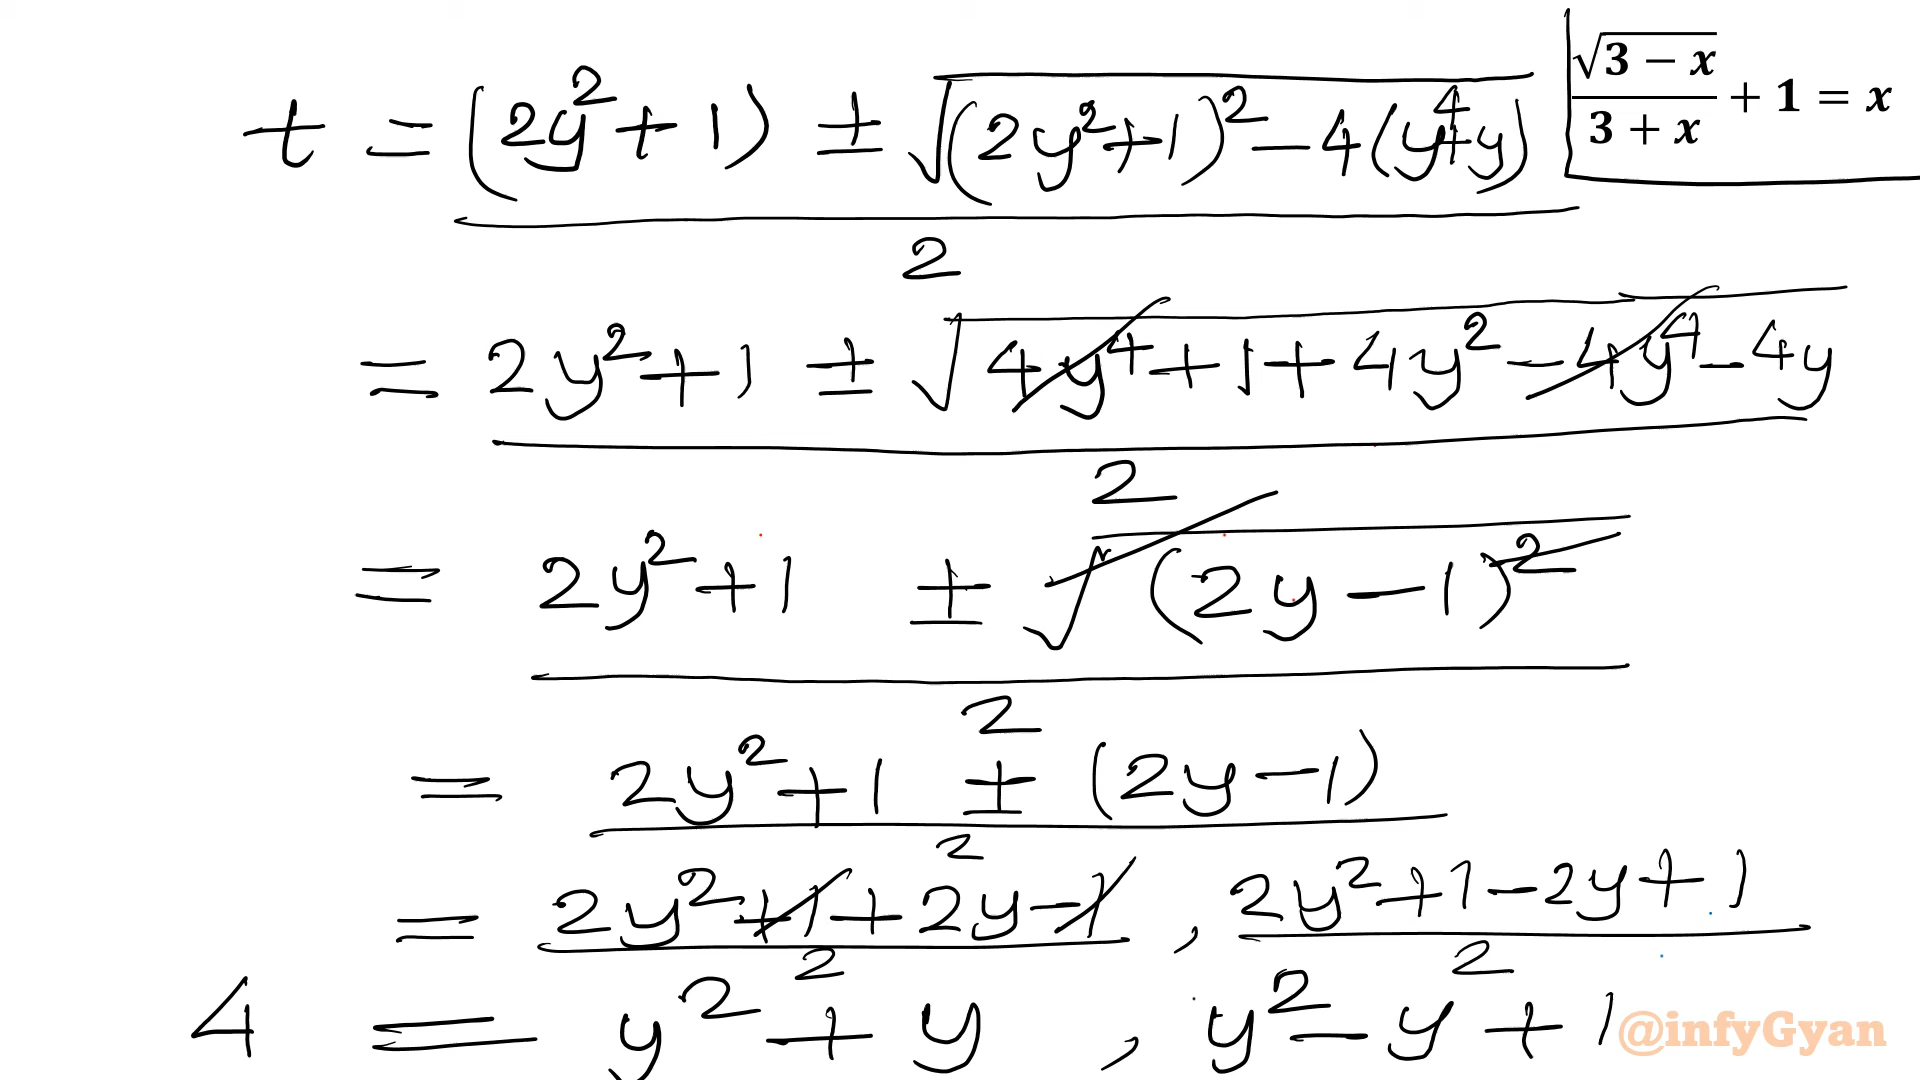 t = ((2y²+1) ± √((2y²+1)² − 4(y⁴+y)))/2
√(3 − x)/(3 + x) + 1 = x
= (2y²+1 ± √(4y⁴+1+4y²−4y⁴−4y))/2
= (2y²+1 ± √(2y−1)²)/2
= (2y²+1 ± (2y−1))/2
= (2y²+1+2y−1)/2 , (2y²+1−2y+1)/2
4 = y²+y , y²−y+1
@infyGyan